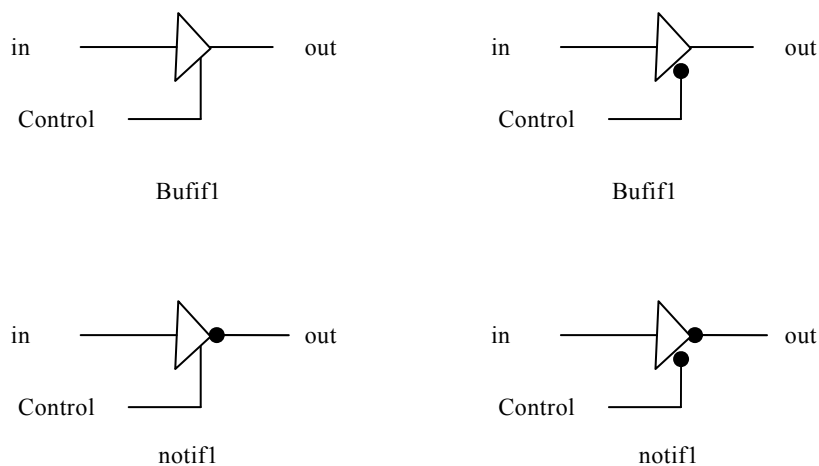 in out in out
Control Control
Bufif1 Bufif1
in out in out
Control Control
notif1 notif1